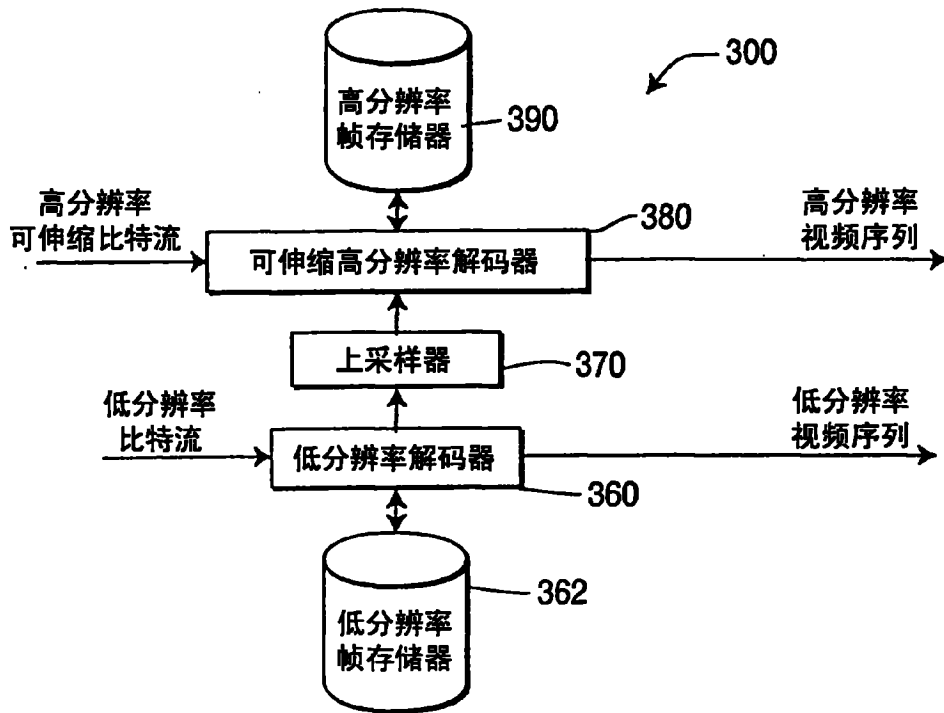 300
高分辨率
帧存储器
390
高分辨率
可伸缩比特流
380
高分辨率
视频序列
可伸缩高分辨率解码器
上采样器
370
低分辨率
比特流
低分辨率
视频序列
低分辨率解码器
360
362
低分辨率
帧存储器